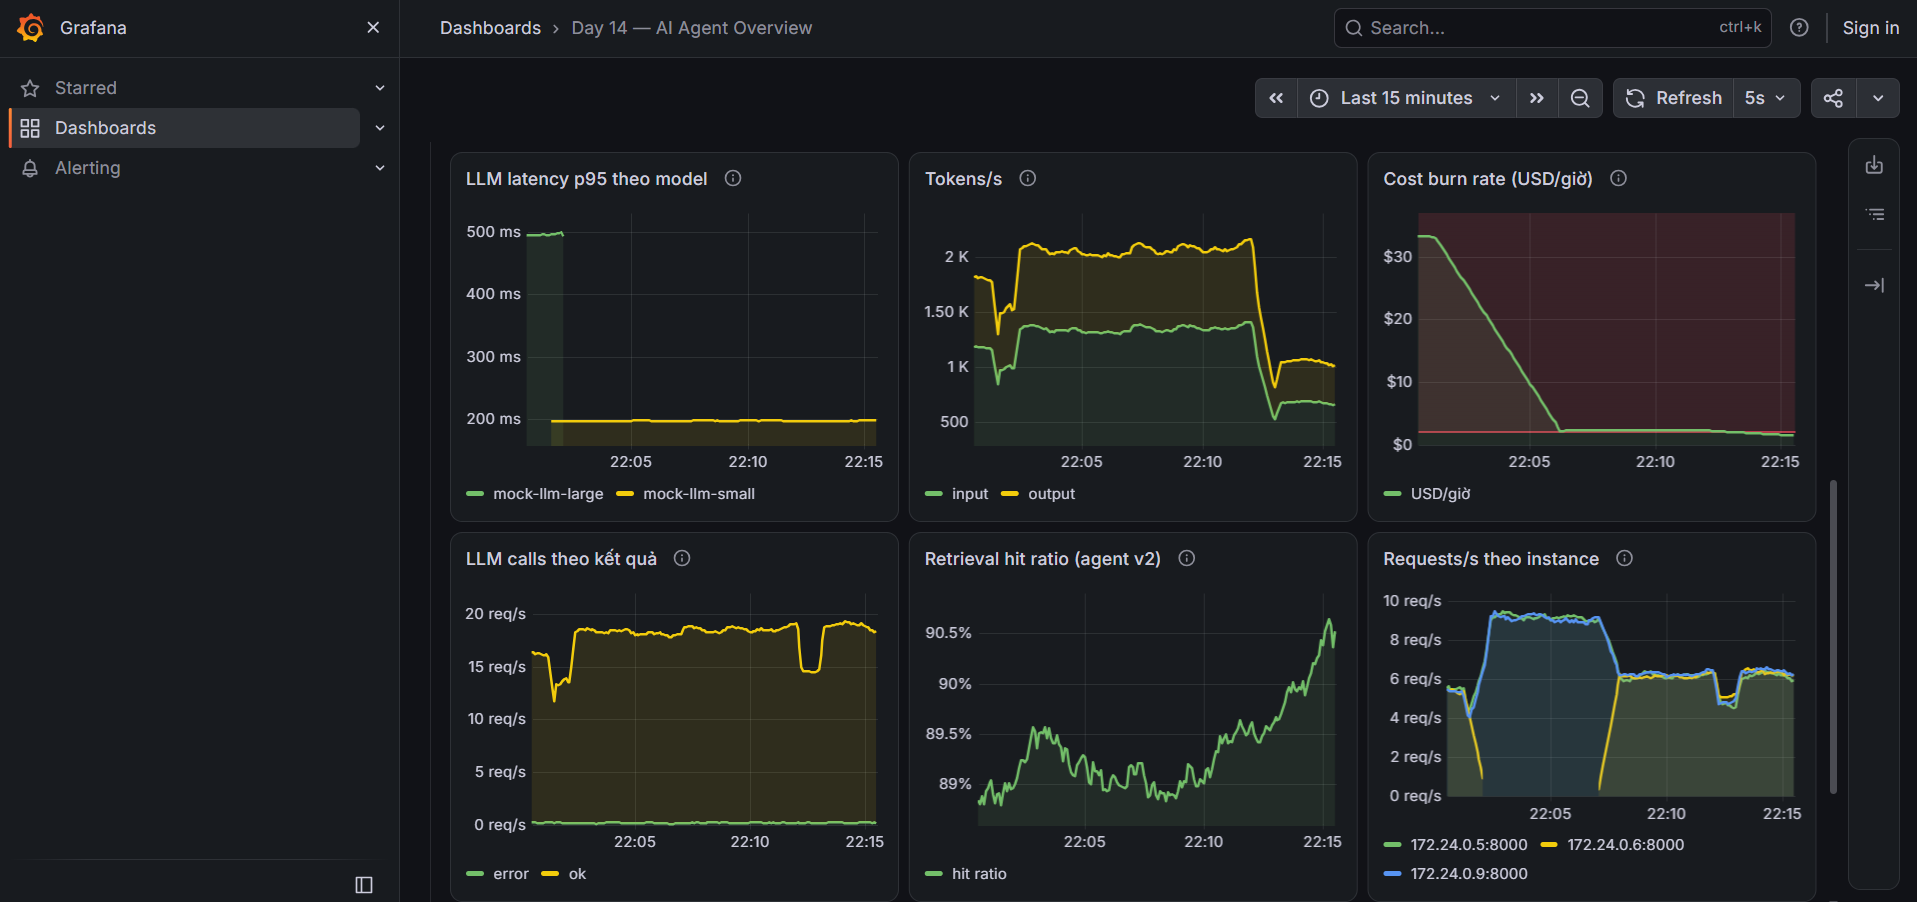 Grafana
Dashboards › Day 14 — AI Agent Overview
Search...
ctrl+k
Sign in
Starred
Dashboards
Alerting
Last 15 minutes
Refresh
5s
LLM latency p95 theo model
500 ms
400 ms
300 ms
200 ms
22:05
22:10
22:15
mock-llm-large
mock-llm-small
Tokens/s
2 K
1.50 K
1 K
500
22:05
22:10
22:15
input
output
Cost burn rate (USD/giờ)
$30
$20
$10
$0
22:05
22:10
22:15
USD/giờ
LLM calls theo kết quả
20 req/s
15 req/s
10 req/s
5 req/s
0 req/s
22:05
22:10
22:15
error
ok
Retrieval hit ratio (agent v2)
90.5%
90%
89.5%
89%
22:05
22:10
22:15
hit ratio
Requests/s theo instance
10 req/s
8 req/s
6 req/s
4 req/s
2 req/s
0 req/s
22:05
22:10
22:15
172.24.0.5:8000
172.24.0.6:8000
172.24.0.9:8000